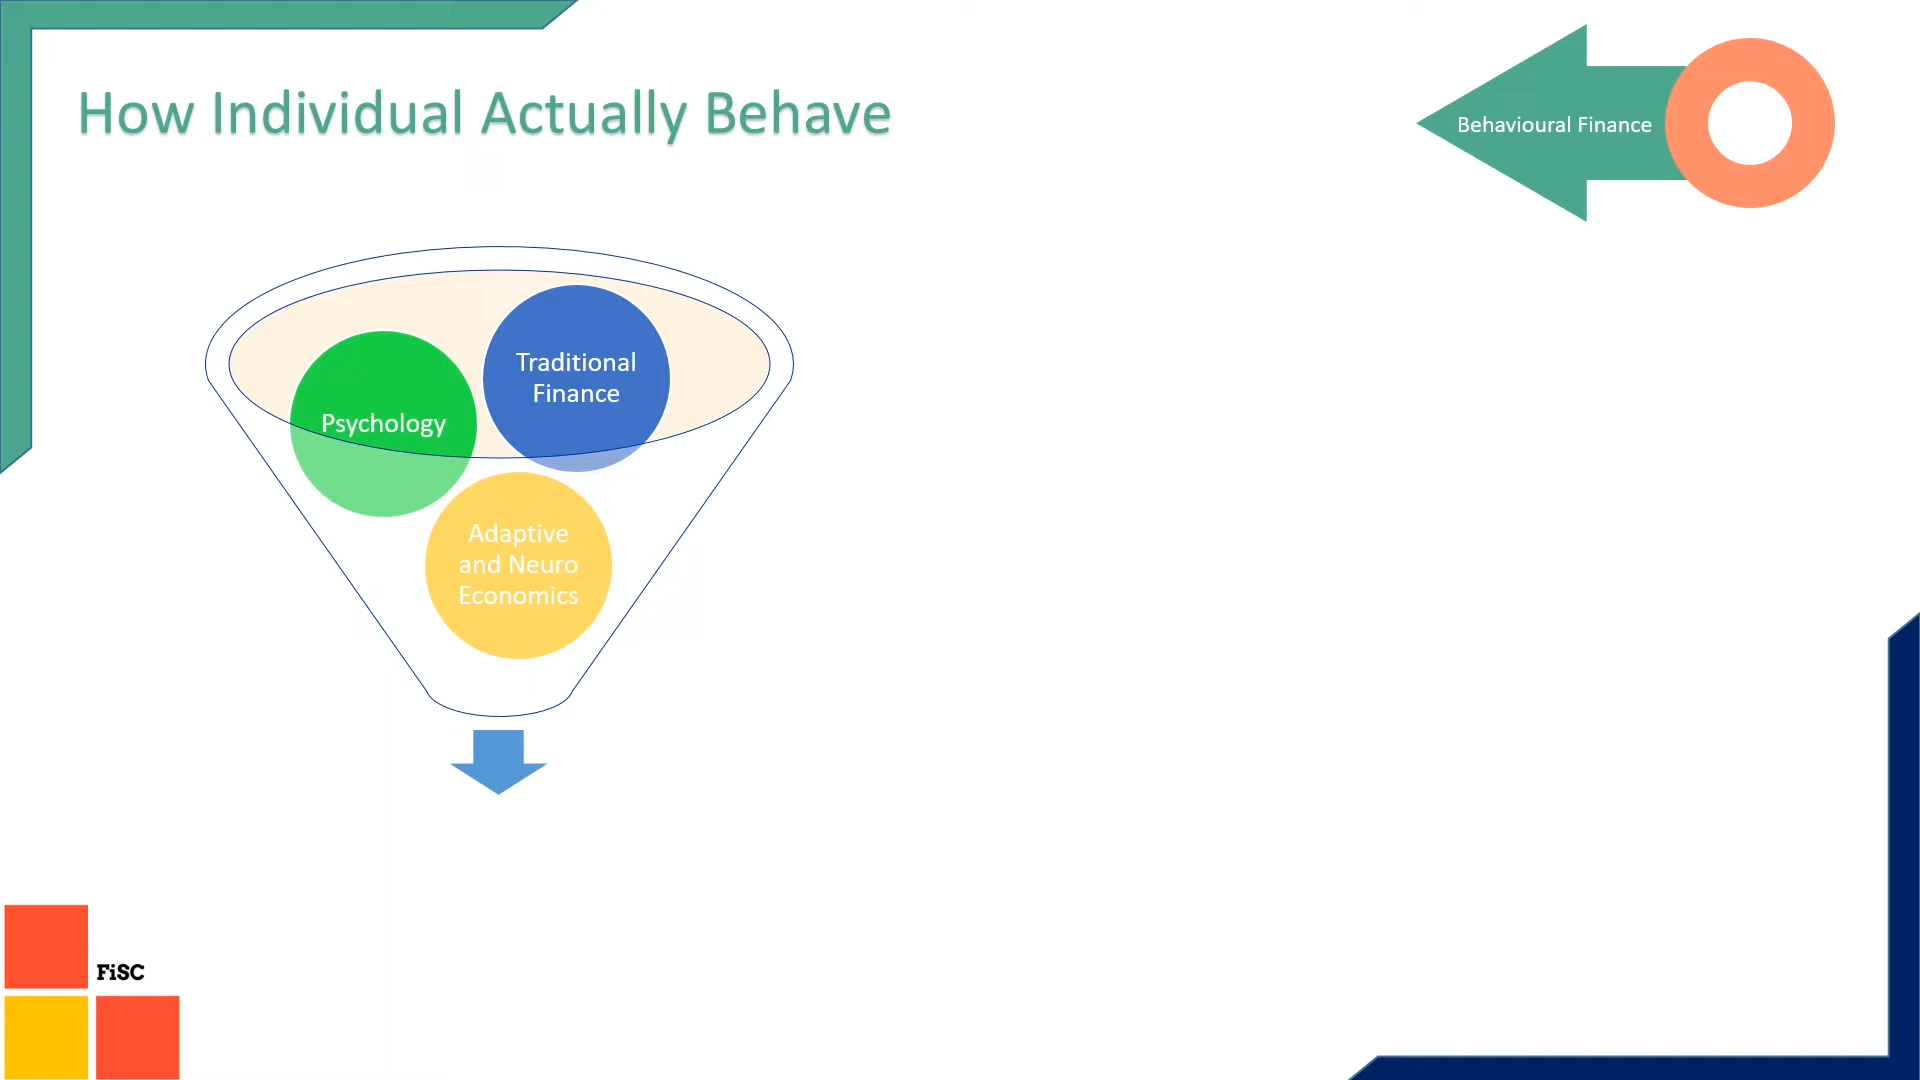 How Individual Actually Behave
Behavioural Finance
Traditional
Finance
Psychology
Adaptive
and Neuro
Economics
FiSC